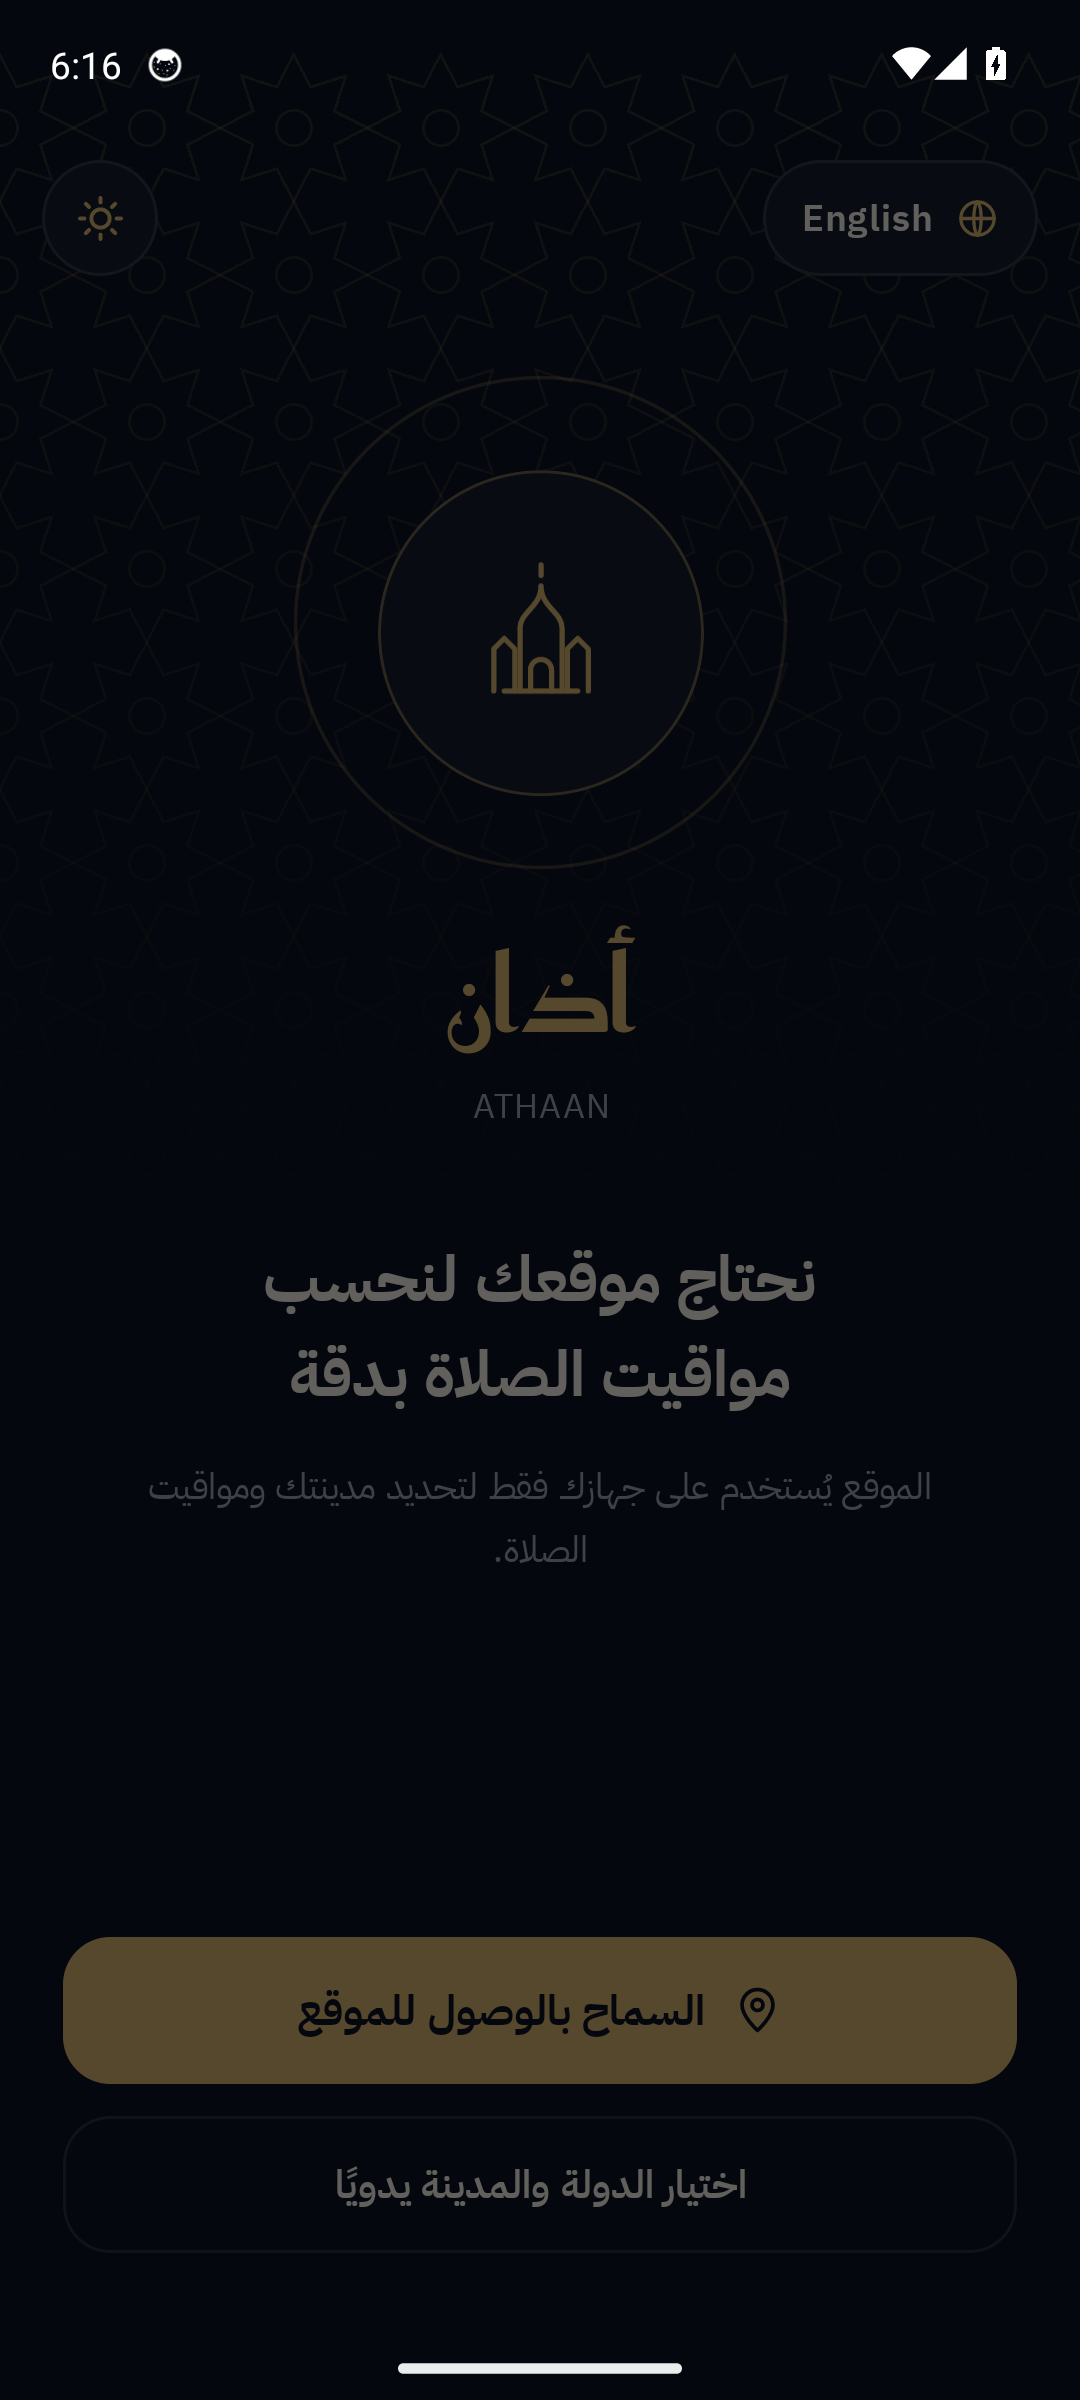 6:16
English
أذان
ATHAAN
نحتاج موقعك لنحسب
مواقيت الصلاة بدقة
الموقع يُستخدم على جهازك فقط لتحديد مدينتك ومواقيت
الصلاة.
السماح بالوصول للموقع
اختيار الدولة والمدينة يدويًا